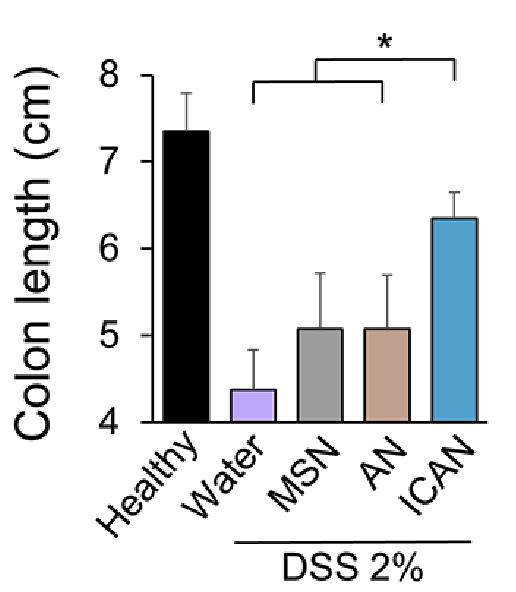 *
Colon length (cm)
8
7
6
5
4
Healthy
Water
MSN
AN
ICAN
DSS 2%